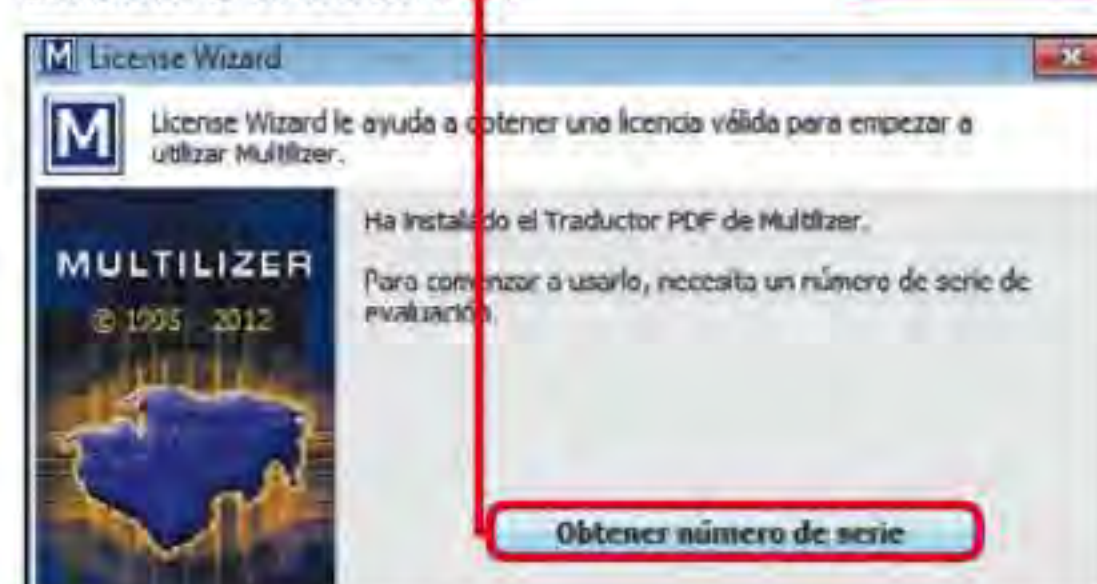 License Wizard
License Wizard le ayuda a obtener una licencia válida para empezar a
utilizar Multilizer.
MULTILIZER
© 1995 2012
Ha instalado el Traductor PDF de Multilizer.
Para comenzar a usarlo, necesita un número de serie de
evaluación.
Obtener número de serie